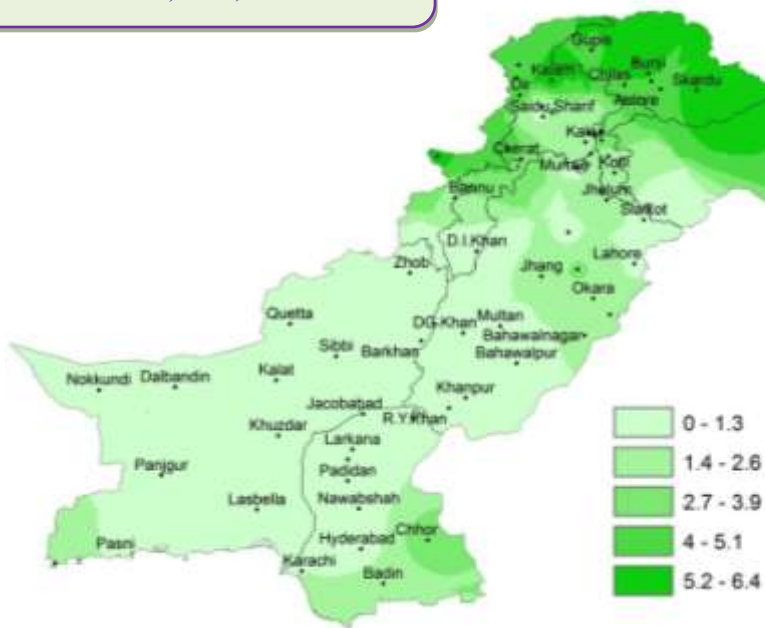 Gupis
Kalam
Chilas
Bunji
Skardu
Dir
Astore
Saidu Sharif
Kakul
Cherat
Murree
Kotli
Bannu
Jhelum
Sialkot
D.I.Khan
Lahore
Zhob
Jhang
Okara
Quetta
DG-Khan
Multan
Bahawalnagar
Sibbi
Barkhan
Bahawalpur
Nokkundi
Dalbandin
Kalat
Khanpur
Jacobabad
R.Y.Khan
0 - 1.3
Khuzdar
Larkana
1.4 - 2.6
Panjgur
Padidan
2.7 - 3.9
Lasbella
Nawabshah
Chhor
4 - 5.1
Pasni
Hyderabad
Karachi
Badin
5.2 - 6.4